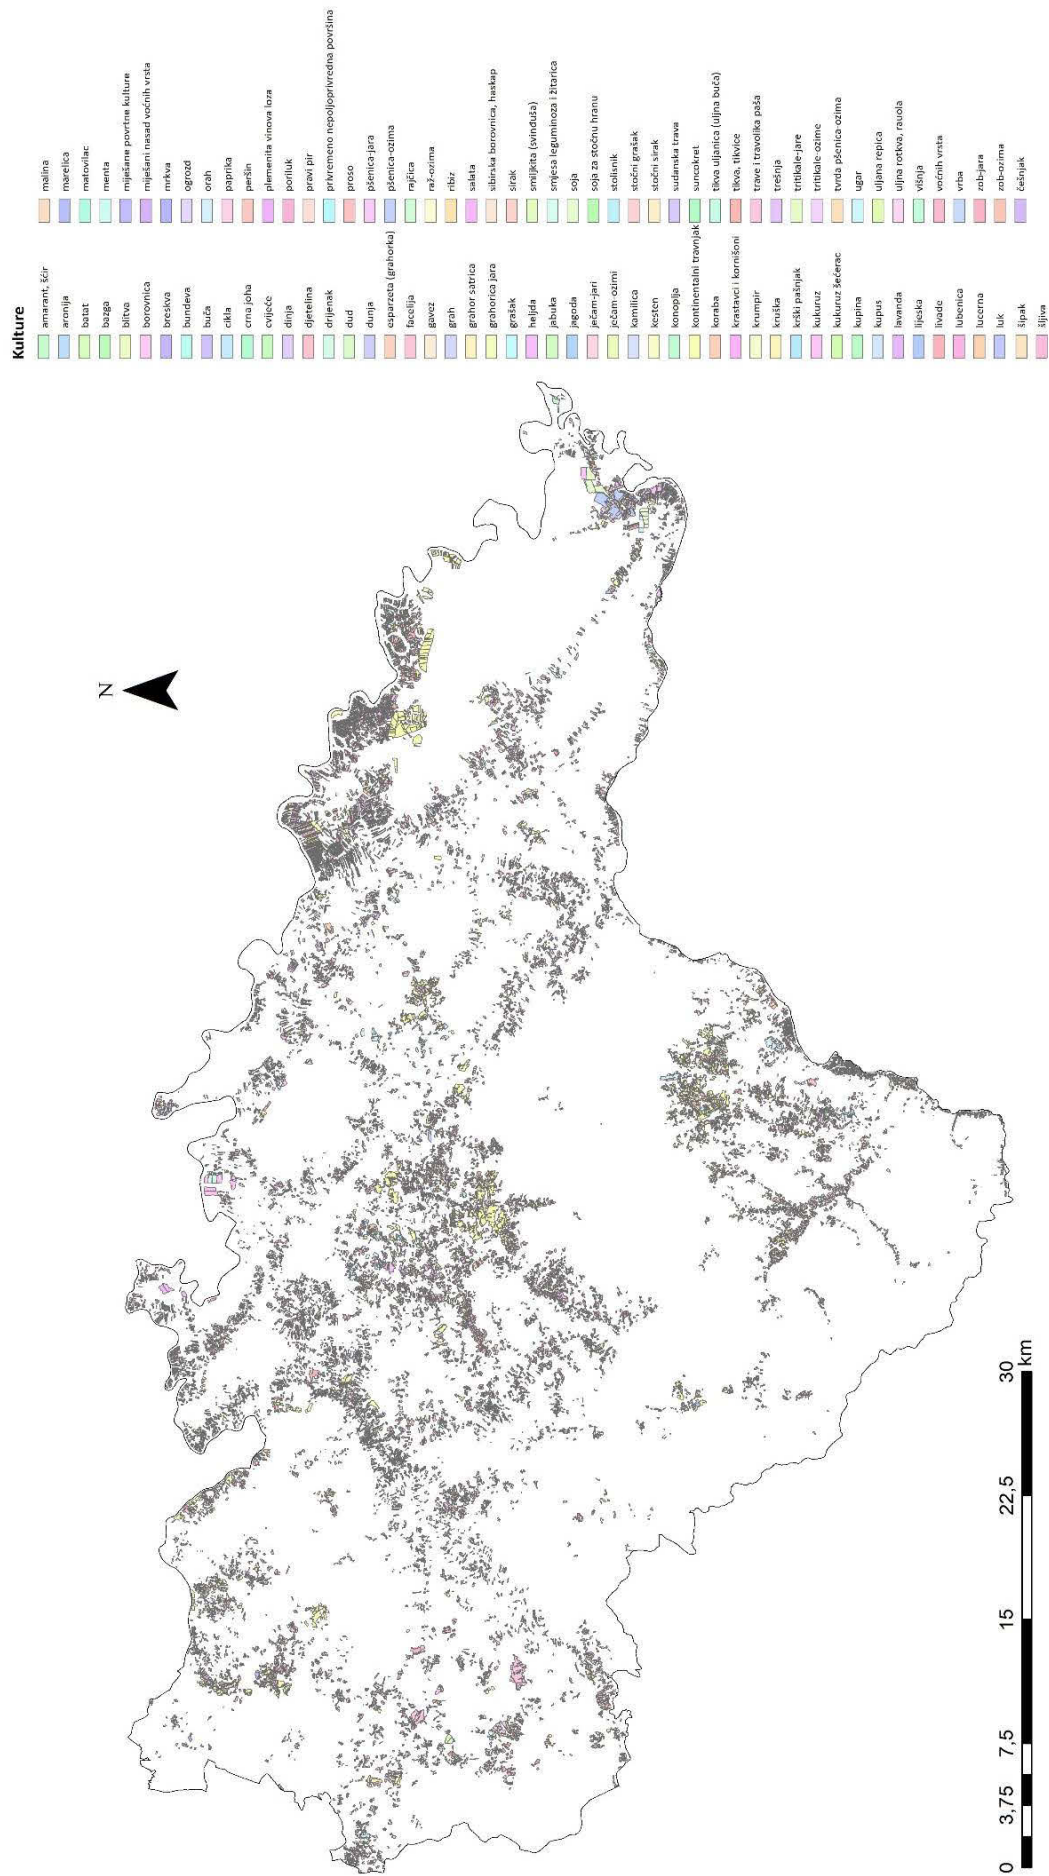 Kulture
amarant, šćir
aronija
batat
bazga
blitva
borovnica
breskva
bundeva
buča
cikla
crna joha
cvijeće
dinja
djetelina
drijenak
dud
dunja
esparzeta (grahorka)
facelija
gavez
grah
grahor satrica
grahorica jara
grašak
heljda
jabuka
jagoda
ječam-jari
ječam-ozimi
kamilica
kesten
konoplja
kontinentalni travnjak
koraba
krastavci i kornišoni
krumpir
kruška
krški pašnjak
kukuruz
kukuruz šećerac
kupina
kupus
lavanda
lijeska
livade
lubenica
lucerna
luk
šipak
šljiva
malina
marelica
matovilac
menta
miješane povrtne kulture
miješani nasad voćnih vrsta
mrkva
ogrozd
orah
paprika
peršin
plemenita vinova loza
poriluk
pravi pir
privremeno nepoljoprivredna površina
proso
pšenica-jara
pšenica-ozima
rajčica
raž-ozima
ribiz
salata
sibirska borovnica, haskap
sirak
smiljkita (svinđuša)
smjesa leguminoza i žitarica
soja
soja za stočnu hranu
stolisnik
stočni grašak
stočni sirak
sudanska trava
suncokret
tikva uljanica (uljna buča)
tikva, tikvice
trave i travolika paša
trešnja
tritikale-jare
tritikale-ozime
tvrda pšenica-ozima
ugar
uljana repica
uljna rotkva, rauola
višnja
voćnih vrsta
vrba
zob-jara
zob-ozima
češnjak
N
0 3,75 7,5 15 22,5 30
km